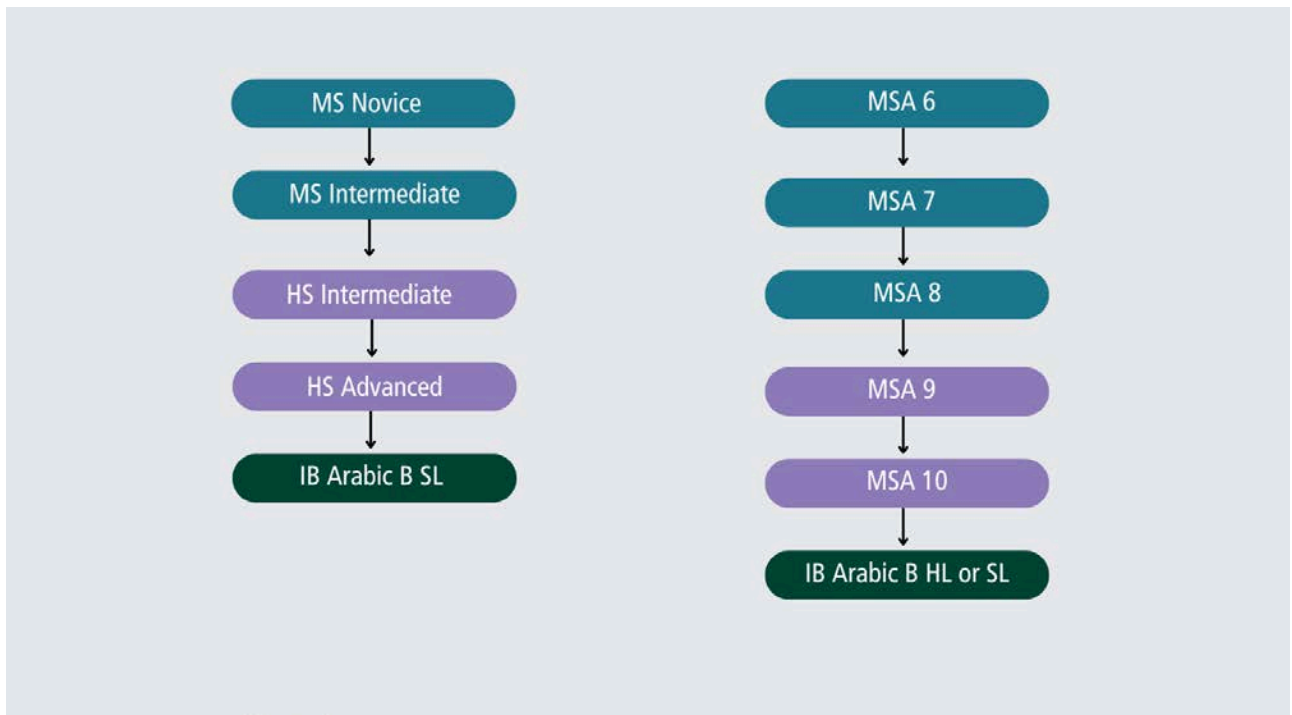 MS Novice
MS Intermediate
HS Intermediate
HS Advanced
IB Arabic B SL
MSA 6
MSA 7
MSA 8
MSA 9
MSA 10
IB Arabic B HL or SL